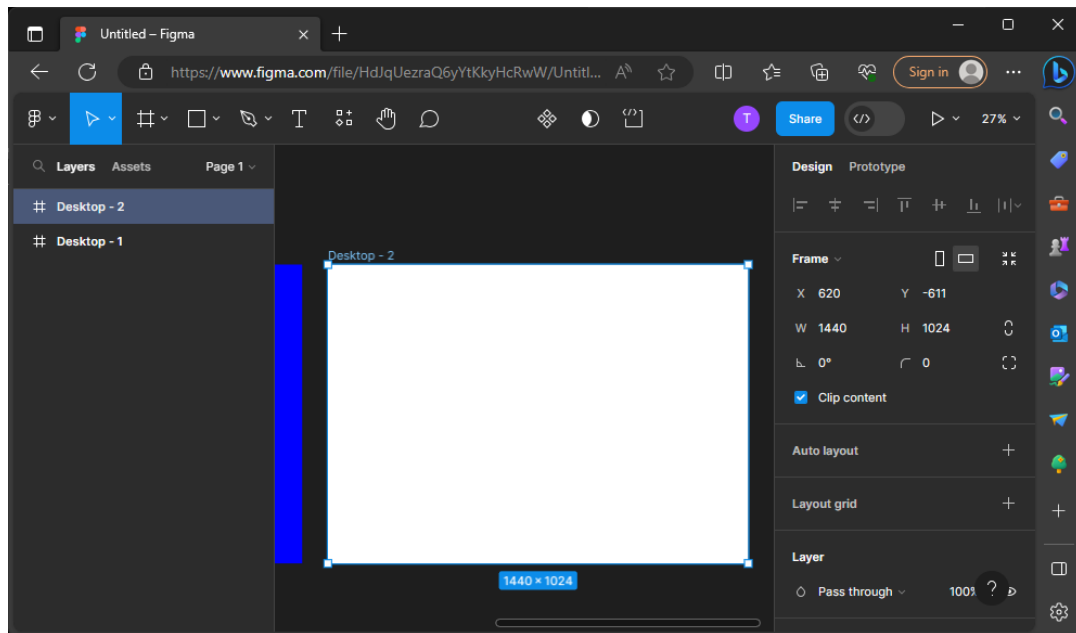 Untitled – Figma
https://www.figma.com/file/HdJqUezraQ6yYtKkyHcRwW/Untitl... A Sign in
T Share 27%
Layers Assets Page 1 Design Prototype
Desktop - 2
Desktop - 1
Desktop - 2
1440 × 1024
Frame
X 620 Y -611
W 1440 H 1024
0° 0
Clip content
Auto layout
Layout grid
Layer
Pass through 100% ?